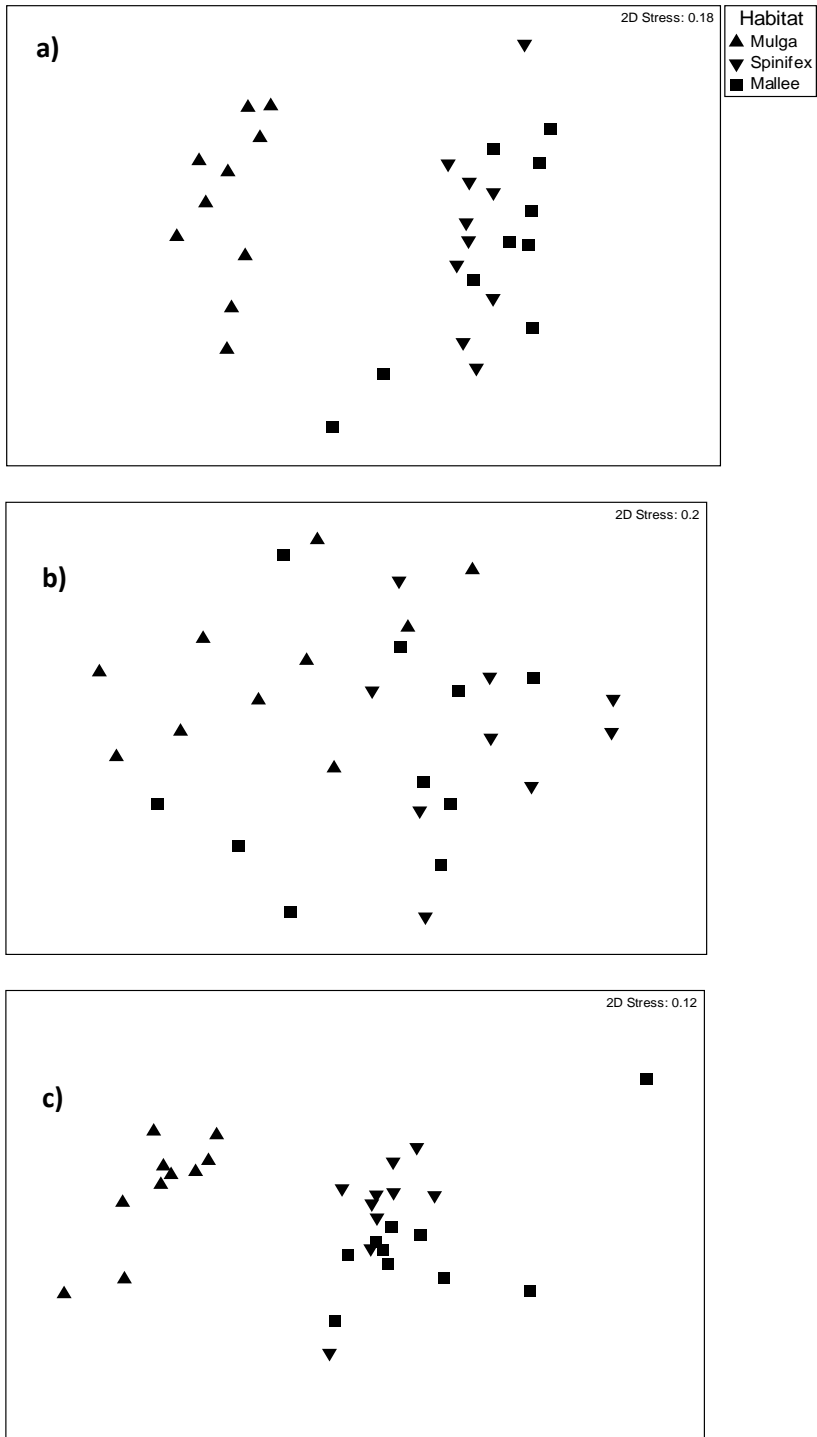 a)
2D Stress: 0.18
Habitat
Mulga
Spinifex
Mallee
b)
2D Stress: 0.2
c)
2D Stress: 0.12